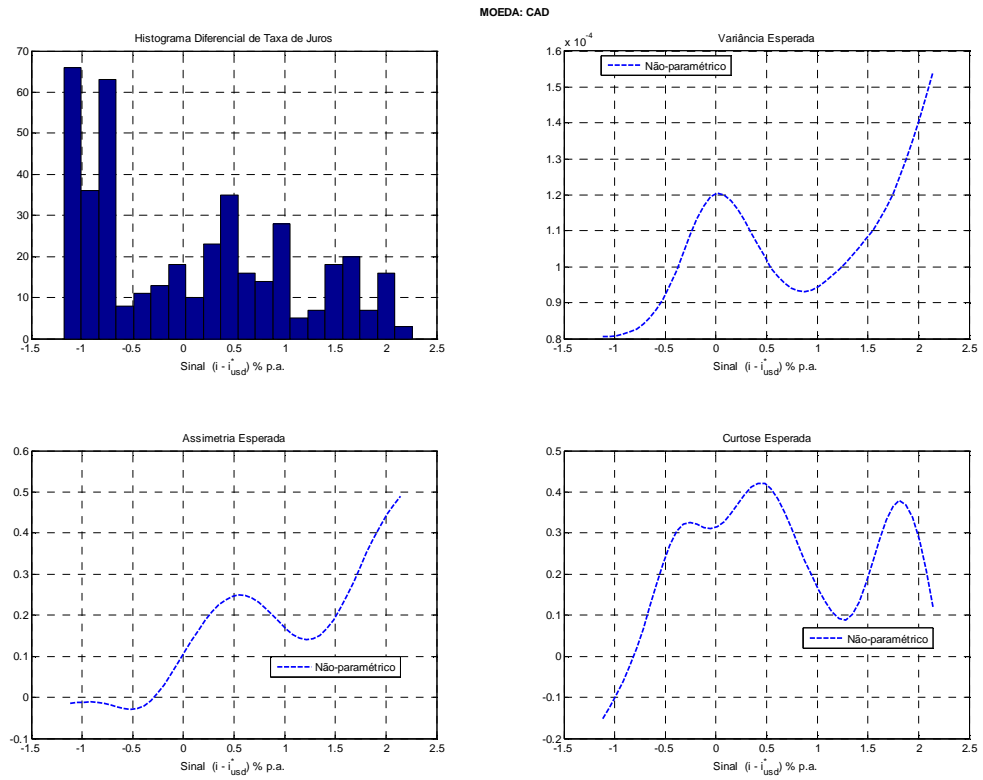 MOEDA: CAD
Histograma Diferencial de Taxa de Juros
70
60
50
40
30
20
10
0
-1.5 -1 -0.5 0 0.5 1 1.5 2 2.5
Sinal (i - i*usd) % p.a.
Variância Esperada
x 10-4
1.6
1.5
1.4
1.3
1.2
1.1
1
0.9
0.8
Não-paramétrico
-1.5 -1 -0.5 0 0.5 1 1.5 2 2.5
Sinal (i - i*usd) % p.a.
Assimetria Esperada
0.6
0.5
0.4
0.3
0.2
0.1
0
-0.1
Não-paramétrico
-1.5 -1 -0.5 0 0.5 1 1.5 2 2.5
Sinal (i - i*usd) % p.a.
Curtose Esperada
0.5
0.4
0.3
0.2
0.1
0
-0.1
-0.2
Não-paramétrico
-1.5 -1 -0.5 0 0.5 1 1.5 2 2.5
Sinal (i - i*usd) % p.a.